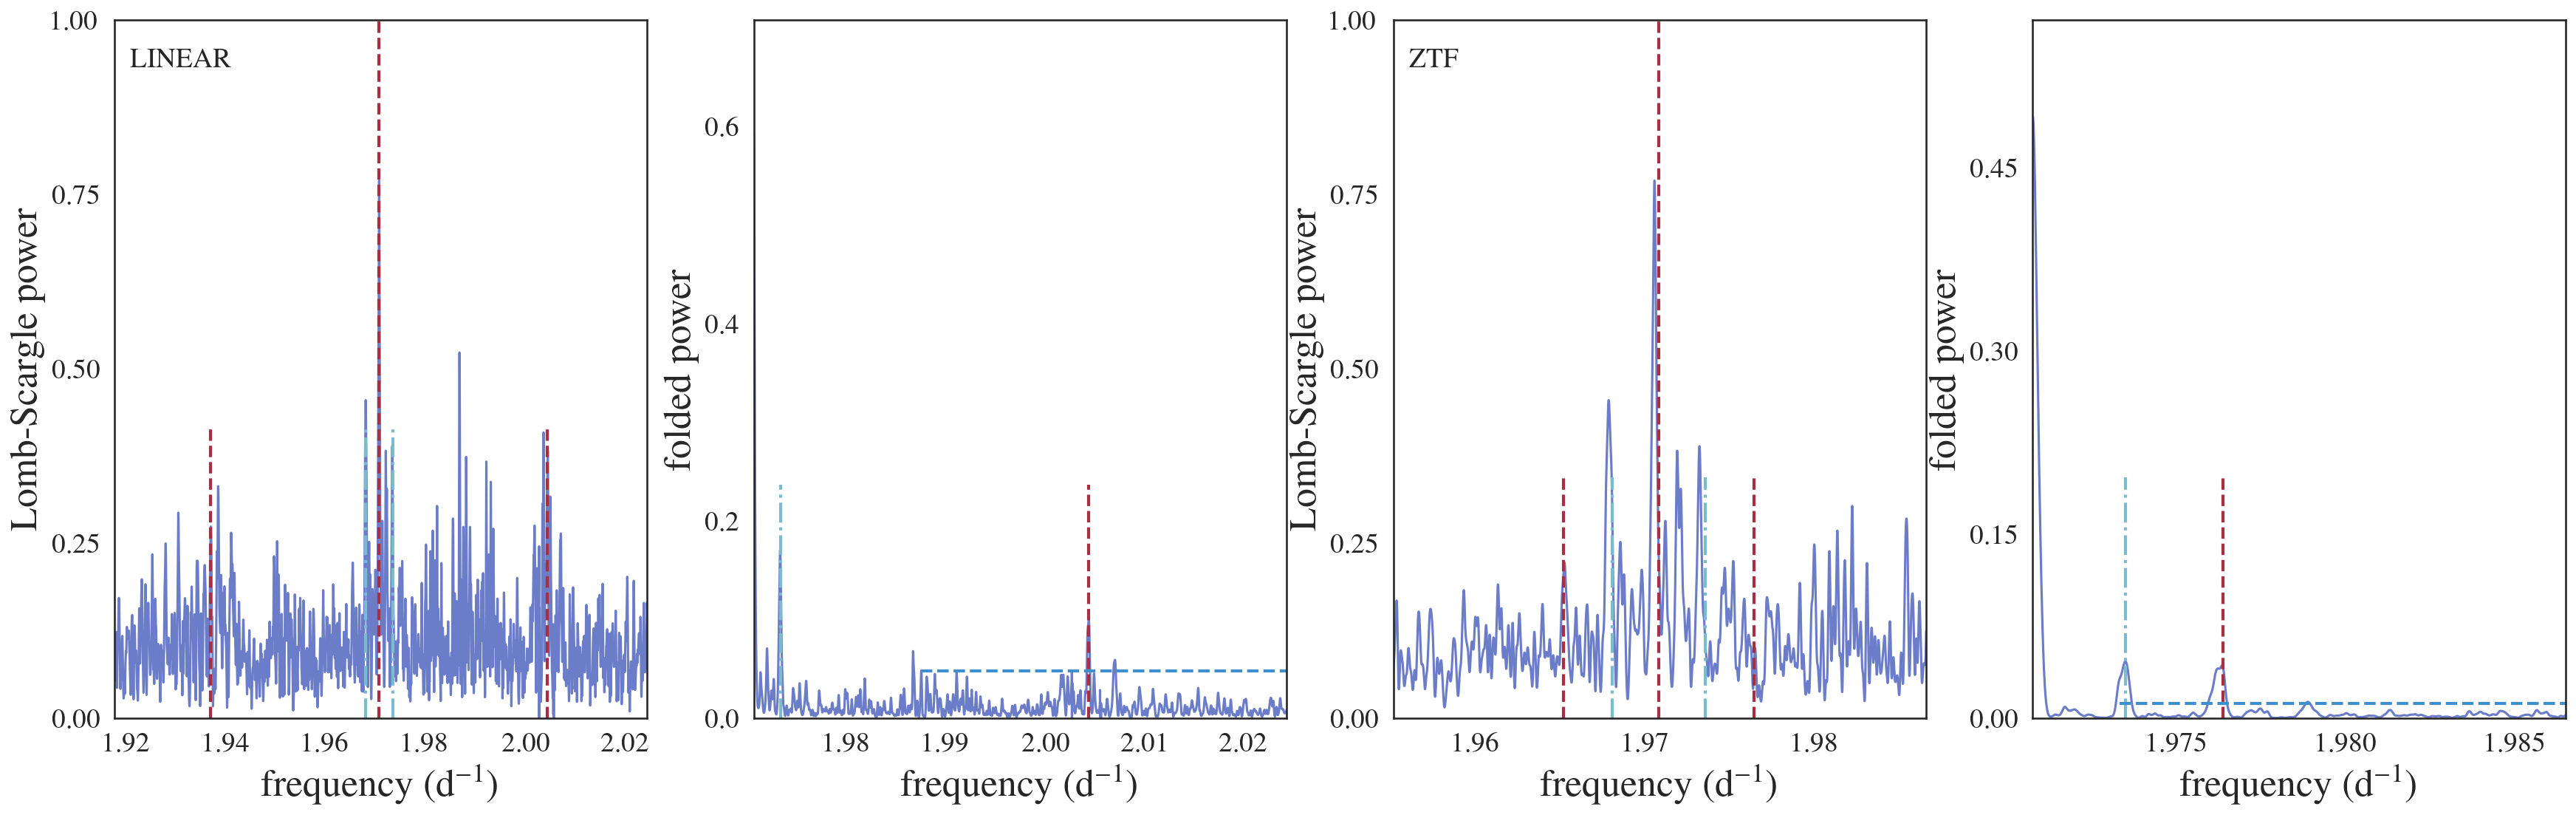 LINEAR
Lomb-Scargle power
1.00
0.75
0.50
0.25
0.00
1.92 1.94 1.96 1.98 2.00 2.02
frequency (d⁻¹)
folded power
0.6
0.4
0.2
0.0
1.98 1.99 2.00 2.01 2.02
frequency (d⁻¹)
ZTF
Lomb-Scargle power
1.00
0.75
0.50
0.25
0.00
1.96 1.97 1.98
frequency (d⁻¹)
folded power
0.45
0.30
0.15
0.00
1.975 1.980 1.985
frequency (d⁻¹)